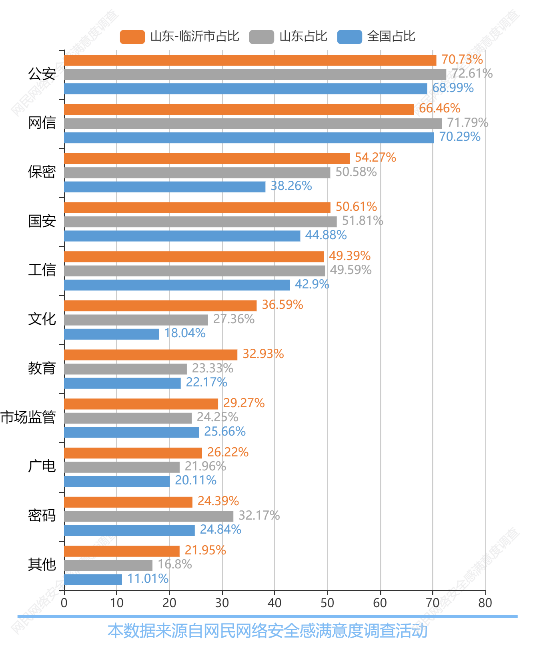 山东-临沂市占比 山东占比 全国占比
公安 70.73% 72.61% 68.99%
网信 66.46% 71.79% 70.29%
保密 54.27% 50.58% 38.26%
国安 50.61% 51.81% 44.88%
工信 49.39% 49.59% 42.9%
文化 36.59% 27.36% 18.04%
教育 32.93% 23.33% 22.17%
市场监管 29.27% 24.25% 25.66%
广电 26.22% 21.96% 20.11%
密码 24.39% 32.17% 24.84%
其他 21.95% 16.8% 11.01%
0 10 20 30 40 50 60 70 80
本数据来源自网民网络安全感满意度调查活动